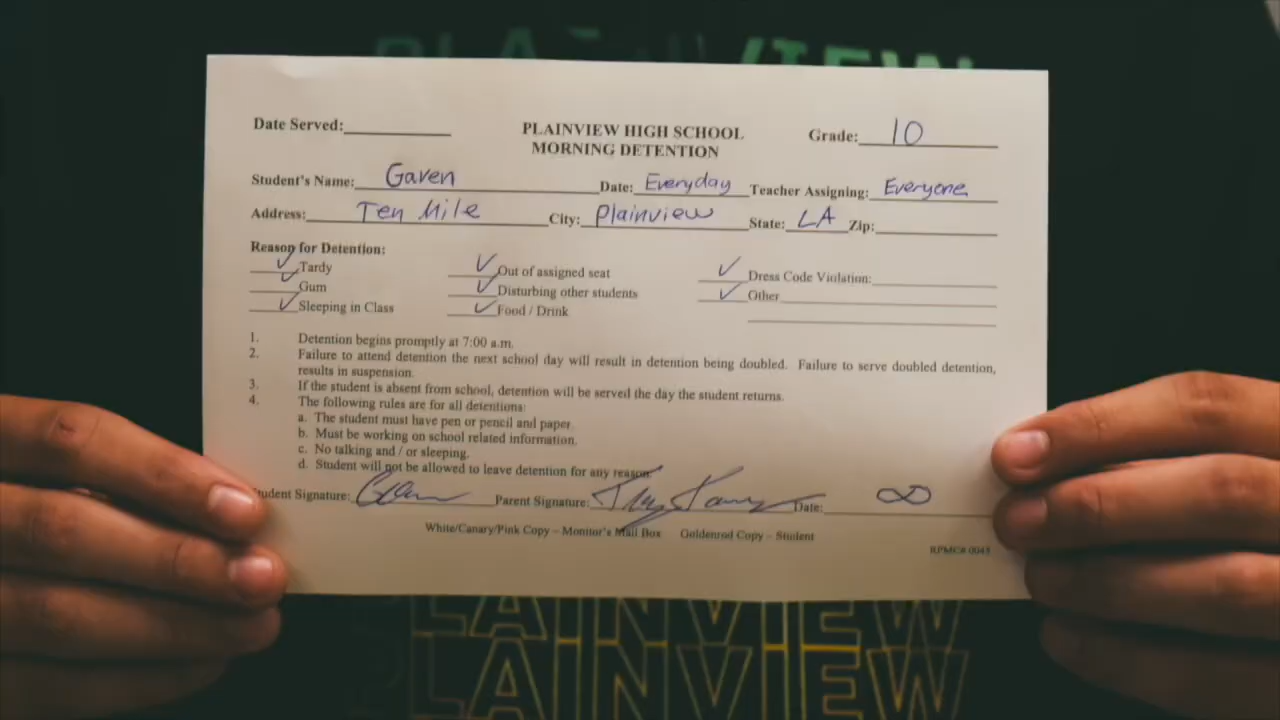 PLAINVIEW
Date Served:
PLAINVIEW HIGH SCHOOL
MORNING DETENTION
Grade: 10
Student's Name: Gaven Date: Everyday Teacher Assigning: Everyone
Address: Ten Mile City: Plainview State: LA Zip:
Reason for Detention:
✓ Tardy ✓ Out of assigned seat ✓ Dress Code Violation:
✓ Gum ✓ Disturbing other students ✓ Other
✓ Sleeping in Class ✓ Food / Drink
1. Detention begins promptly at 7:00 a.m.
2. Failure to attend detention the next school day will result in detention being doubled. Failure to serve doubled detention,
results in suspension.
3. If the student is absent from school, detention will be served the day the student returns.
4. The following rules are for all detentions:
a. The student must have pen or pencil and paper.
b. Must be working on school related information.
c. No talking and / or sleeping.
d. Student will not be allowed to leave detention for any reason.
Student Signature: Parent Signature: Date: ∞
White/Canary/Pink Copy – Monitor's Mail Box Goldenrod Copy – Student
PLAINVIEW
PLAINVIEW